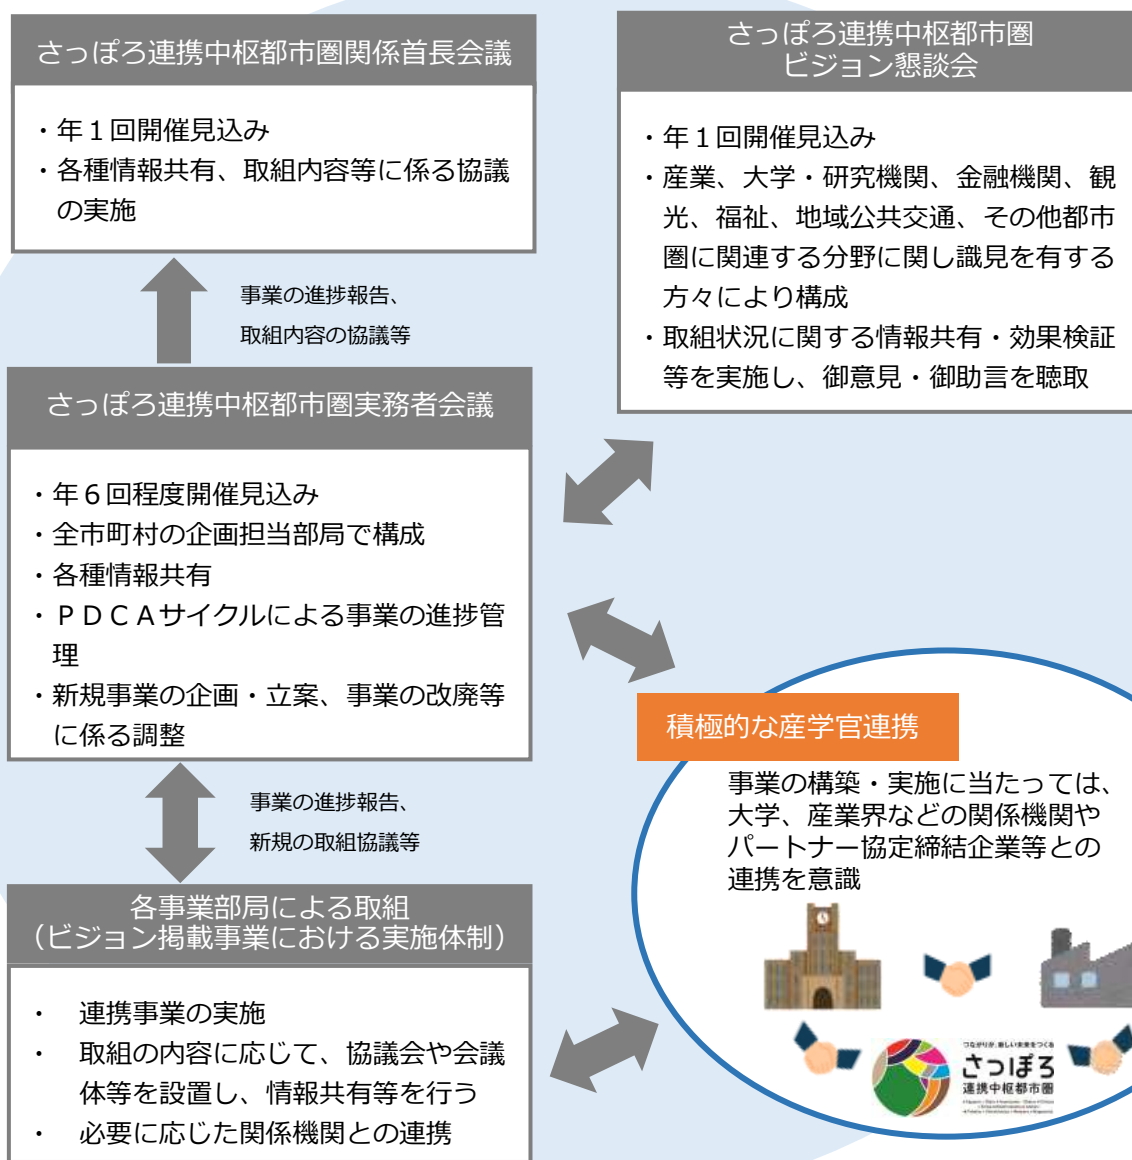 さっぽろ連携中枢都市圏関係首長会議
・年１回開催見込み
・各種情報共有、取組内容等に係る協議
の実施
事業の進捗報告、
取組内容の協議等
さっぽろ連携中枢都市圏実務者会議
・年６回程度開催見込み
・全市町村の企画担当部局で構成
・各種情報共有
・ＰＤＣＡサイクルによる事業の進捗管
理
・新規事業の企画・立案、事業の改廃等
に係る調整
事業の進捗報告、
新規の取組協議等
各事業部局による取組
（ビジョン掲載事業における実施体制）
・ 連携事業の実施
・ 取組の内容に応じて、協議会や会議
体等を設置し、情報共有等を行う
・ 必要に応じた関係機関との連携
さっぽろ連携中枢都市圏
ビジョン懇談会
・年１回開催見込み
・産業、大学・研究機関、金融機関、観
光、福祉、地域公共交通、その他都市
圏に関連する分野に関し識見を有する
方々により構成
・取組状況に関する情報共有・効果検証
等を実施し、御意見・御助言を聴取
積極的な産学官連携
事業の構築・実施に当たっては、
大学、産業界などの関係機関や
パートナー協定締結企業等との
連携を意識
つながりが、新しい未来をつくる
さっぽろ
連携中枢都市圏